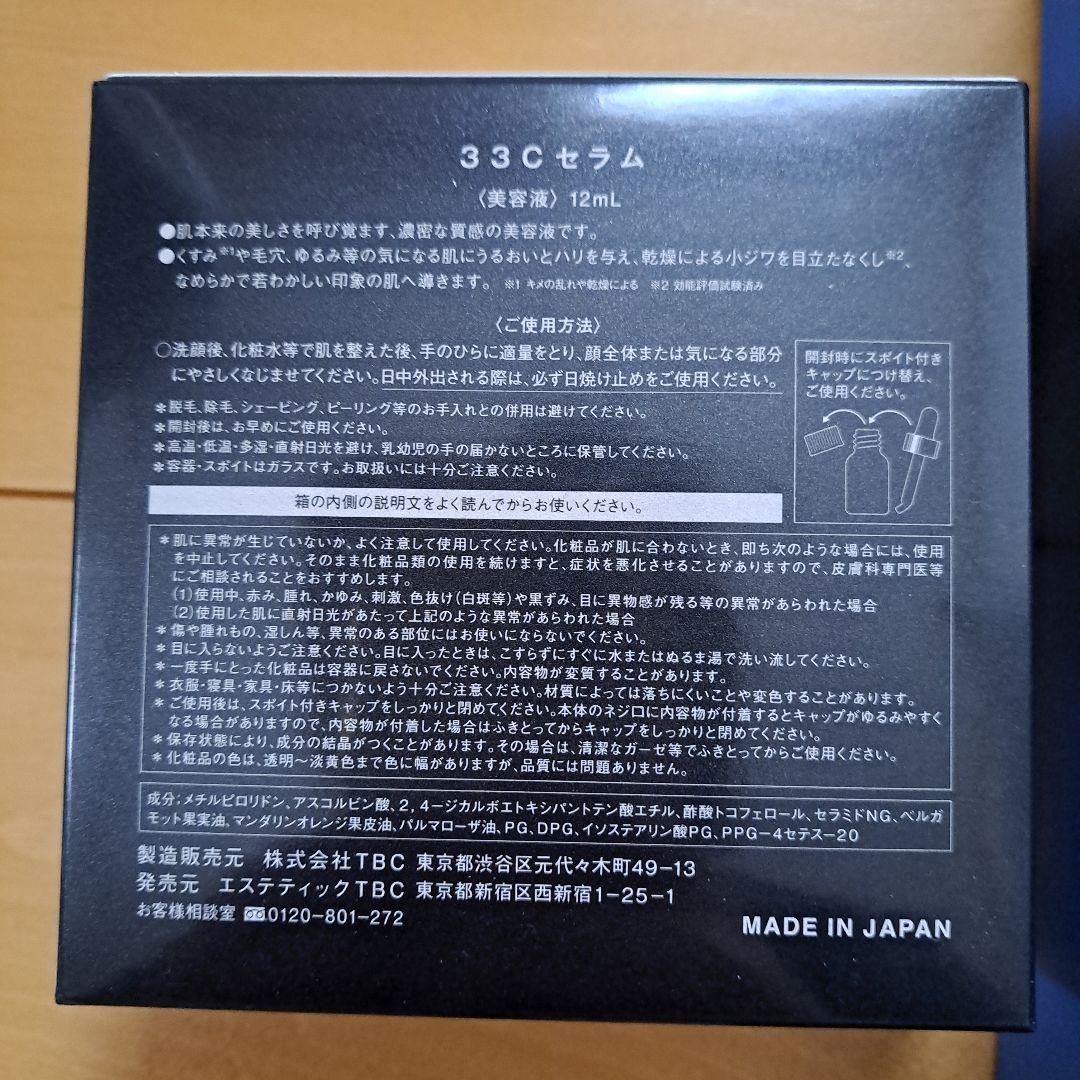 33Cセラム
〈美容液〉 12mL
●肌本来の美しさを呼び覚ます、濃密な質感の美容液です。
●くすみ※1や毛穴、ゆるみ等の気になる肌にうるおいとハリを与え、乾燥による小ジワを目立たなくし※2、
なめらかで若わかしい印象の肌へ導きます。 ※1 キメの乱れや乾燥による ※2 効能評価試験済み
〈ご使用方法〉
○洗顔後、化粧水等で肌を整えた後、手のひらに適量をとり、顔全体または気になる部分
にやさしくなじませてください。日中外出される際は、必ず日焼け止めをご使用ください。
＊脱毛、除毛、シェービング、ピーリング等のお手入れとの併用は避けてください。
＊開封後は、お早めにご使用ください。
＊高温・低温・多湿・直射日光を避け、乳幼児の手の届かないところに保管してください。
＊容器・スポイトはガラスです。お取扱いには十分ご注意ください。
開封時にスポイト付き
キャップにつけ替え、
ご使用ください。
箱の内側の説明文をよく読んでからお使いください。
＊肌に異常が生じていないか、よく注意して使用してください。化粧品が肌に合わないとき、即ち次のような場合には、使用
を中止してください。そのまま化粧品類の使用を続けますと、症状を悪化させることがありますので、皮膚科専門医等
にご相談されることをおすすめします。
(1)使用中、赤み、腫れ、かゆみ、刺激、色抜け(白斑等)や黒ずみ、目に異物感が残る等の異常があらわれた場合
(2)使用した肌に直射日光があたって上記のような異常があらわれた場合
＊傷や腫れもの、湿しん等、異常のある部位にはお使いにならないでください。
＊目に入らないようご注意ください。目に入ったときは、こすらずにすぐに水またはぬるま湯で洗い流してください。
＊一度手にとった化粧品は容器に戻さないでください。内容物が変質することがあります。
＊衣服・寝具・家具・床等につかないよう十分ご注意ください。材質によっては落ちにくいことや変色することがあります。
＊ご使用後は、スポイト付きキャップをしっかりと閉めてください。本体のネジ口に内容物が付着するとキャップがゆるみやすく
なる場合がありますので、内容物が付着した場合はふきとってからキャップをしっかりと閉めてください。
＊保存状態により、成分の結晶がつくことがあります。その場合は、清潔なガーゼ等でふきとってからご使用ください。
＊化粧品の色は、透明〜淡黄色まで色に幅がありますが、品質には問題ありません。
成分：メチルピロリドン、アスコルビン酸、2，4-ジカルボエトキシパントテン酸エチル、酢酸トコフェロール、セラミドNG、ベルガ
モット果実油、マンダリンオレンジ果皮油、パルマローザ油、PG、DPG、イソステアリン酸PG、PPG-4セテス-20
製造販売元 株式会社TBC 東京都渋谷区元代々木町49-13
発売元 エステティックTBC 東京都新宿区西新宿1-25-1
お客様相談室 0120-801-272
MADE IN JAPAN